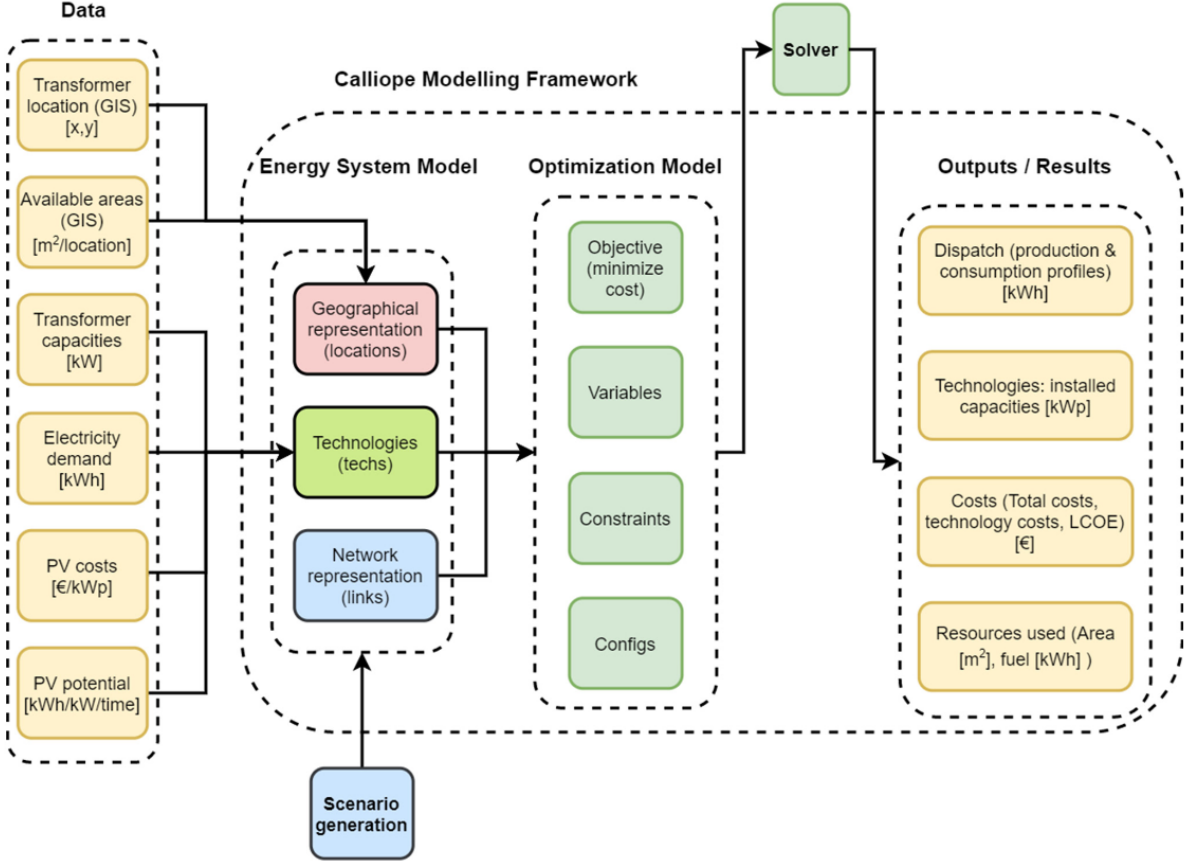 Data
Transformer
location (GIS)
[x,y]
Available areas
(GIS)
[m²/location]
Transformer
capacities
[kW]
Electricity
demand
[kWh]
PV costs
[€/kWp]
PV potential
[kWh/kW/time]
Calliope Modelling Framework
Energy System Model
Geographical
representation
(locations)
Technologies
(techs)
Network
representation
(links)
Scenario
generation
Optimization Model
Objective
(minimize
cost)
Variables
Constraints
Configs
Solver
Outputs / Results
Dispatch (production &
consumption profiles)
[kWh]
Technologies: installed
capacities [kWp]
Costs (Total costs,
technology costs, LCOE)
[€]
Resources used (Area
[m²], fuel [kWh] )